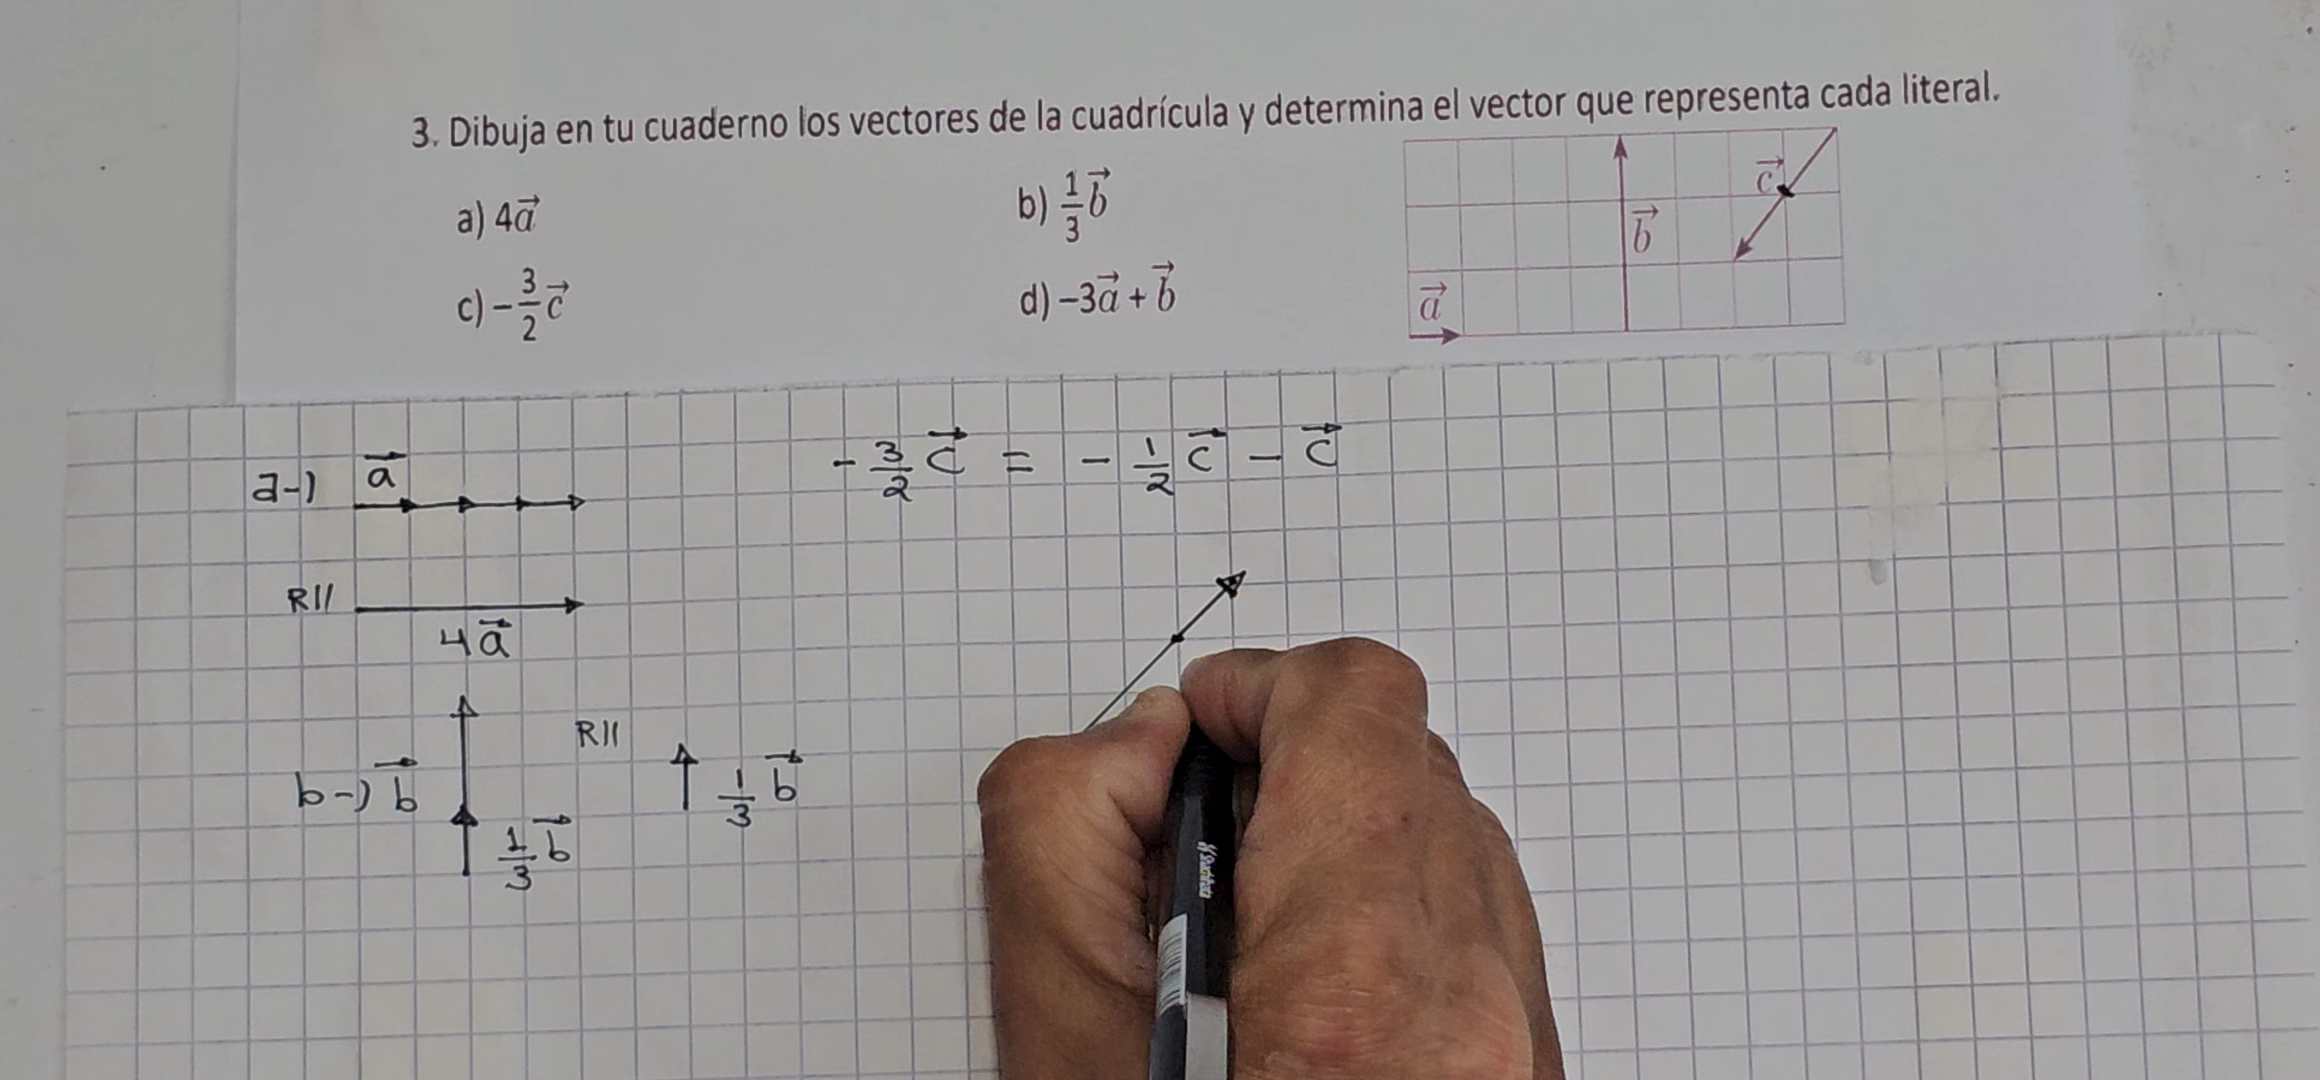 3. Dibuja en tu cuaderno los vectores de la cuadrícula y determina el vector que representa cada literal.
a) 4a⃗
b) 1/3 b⃗
c) -3/2 c⃗
d) -3a⃗ + b⃗
a⃗
b⃗
c⃗
a-) a⃗
R//
4a⃗
b-) b⃗
1/3 b⃗
R//
1/3 b⃗
-3/2 c⃗ = -1/2 c⃗ - c⃗